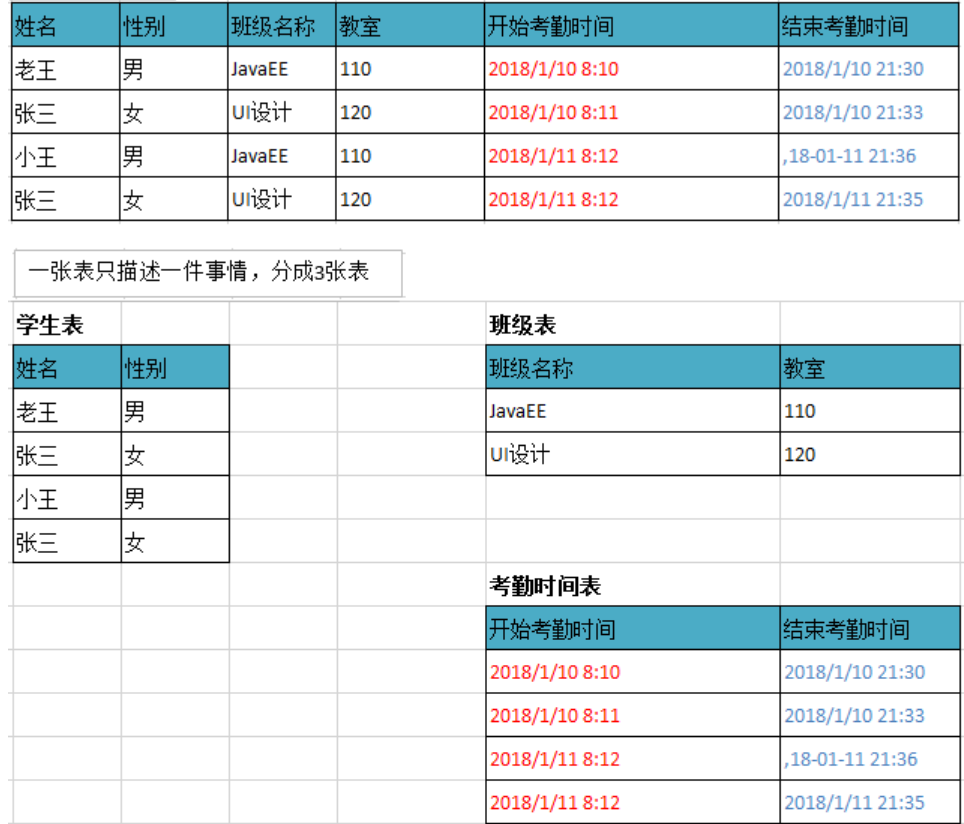 姓名 性别 班级名称 教室 开始考勤时间 结束考勤时间
老王 男 JavaEE 110 2018/1/10 8:10 2018/1/10 21:30
张三 女 UI设计 120 2018/1/10 8:11 2018/1/10 21:33
小王 男 JavaEE 110 2018/1/11 8:12 ,18-01-11 21:36
张三 女 UI设计 120 2018/1/11 8:12 2018/1/11 21:35
一张表只描述一件事情，分成3张表
学生表
姓名 性别
老王 男
张三 女
小王 男
张三 女
班级表
班级名称 教室
JavaEE 110
UI设计 120
考勤时间表
开始考勤时间 结束考勤时间
2018/1/10 8:10 2018/1/10 21:30
2018/1/10 8:11 2018/1/10 21:33
2018/1/11 8:12 ,18-01-11 21:36
2018/1/11 8:12 2018/1/11 21:35